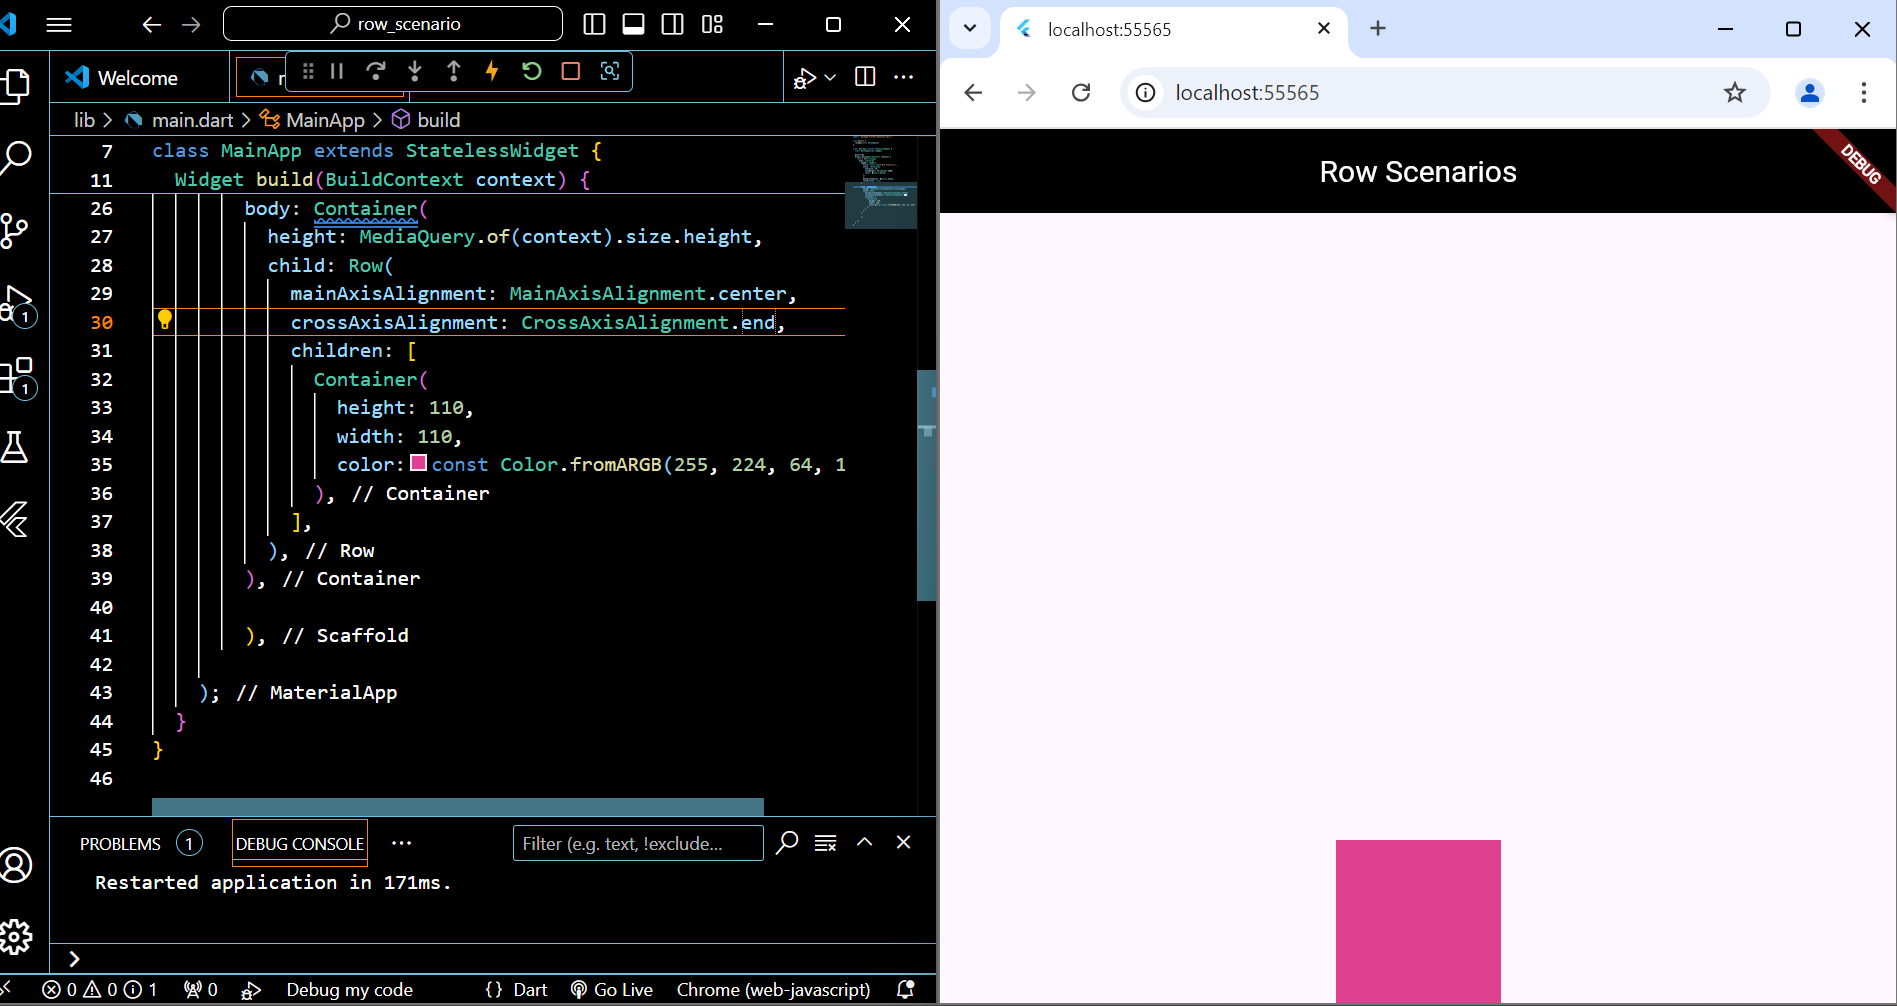 row_scenario
Welcome
lib > main.dart > MainApp > build
7 class MainApp extends StatelessWidget {
11 Widget build(BuildContext context) {
26 body: Container(
27 height: MediaQuery.of(context).size.height,
28 child: Row(
29 mainAxisAlignment: MainAxisAlignment.center,
30 crossAxisAlignment: CrossAxisAlignment.end,
31 children: [
32 Container(
33 height: 110,
34 width: 110,
35 color: const Color.fromARGB(255, 224, 64, 1
36 ), // Container
37 ],
38 ), // Row
39 ), // Container
40
41 ), // Scaffold
42
43 ); // MaterialApp
44 }
45 }
46
1
1
PROBLEMS 1 DEBUG CONSOLE ... Filter (e.g. text, !exclude...
Restarted application in 171ms.
>
0 0 1 0 Debug my code {} Dart Go Live Chrome (web-javascript)
localhost:55565
localhost:55565
Row Scenarios
DEBUG